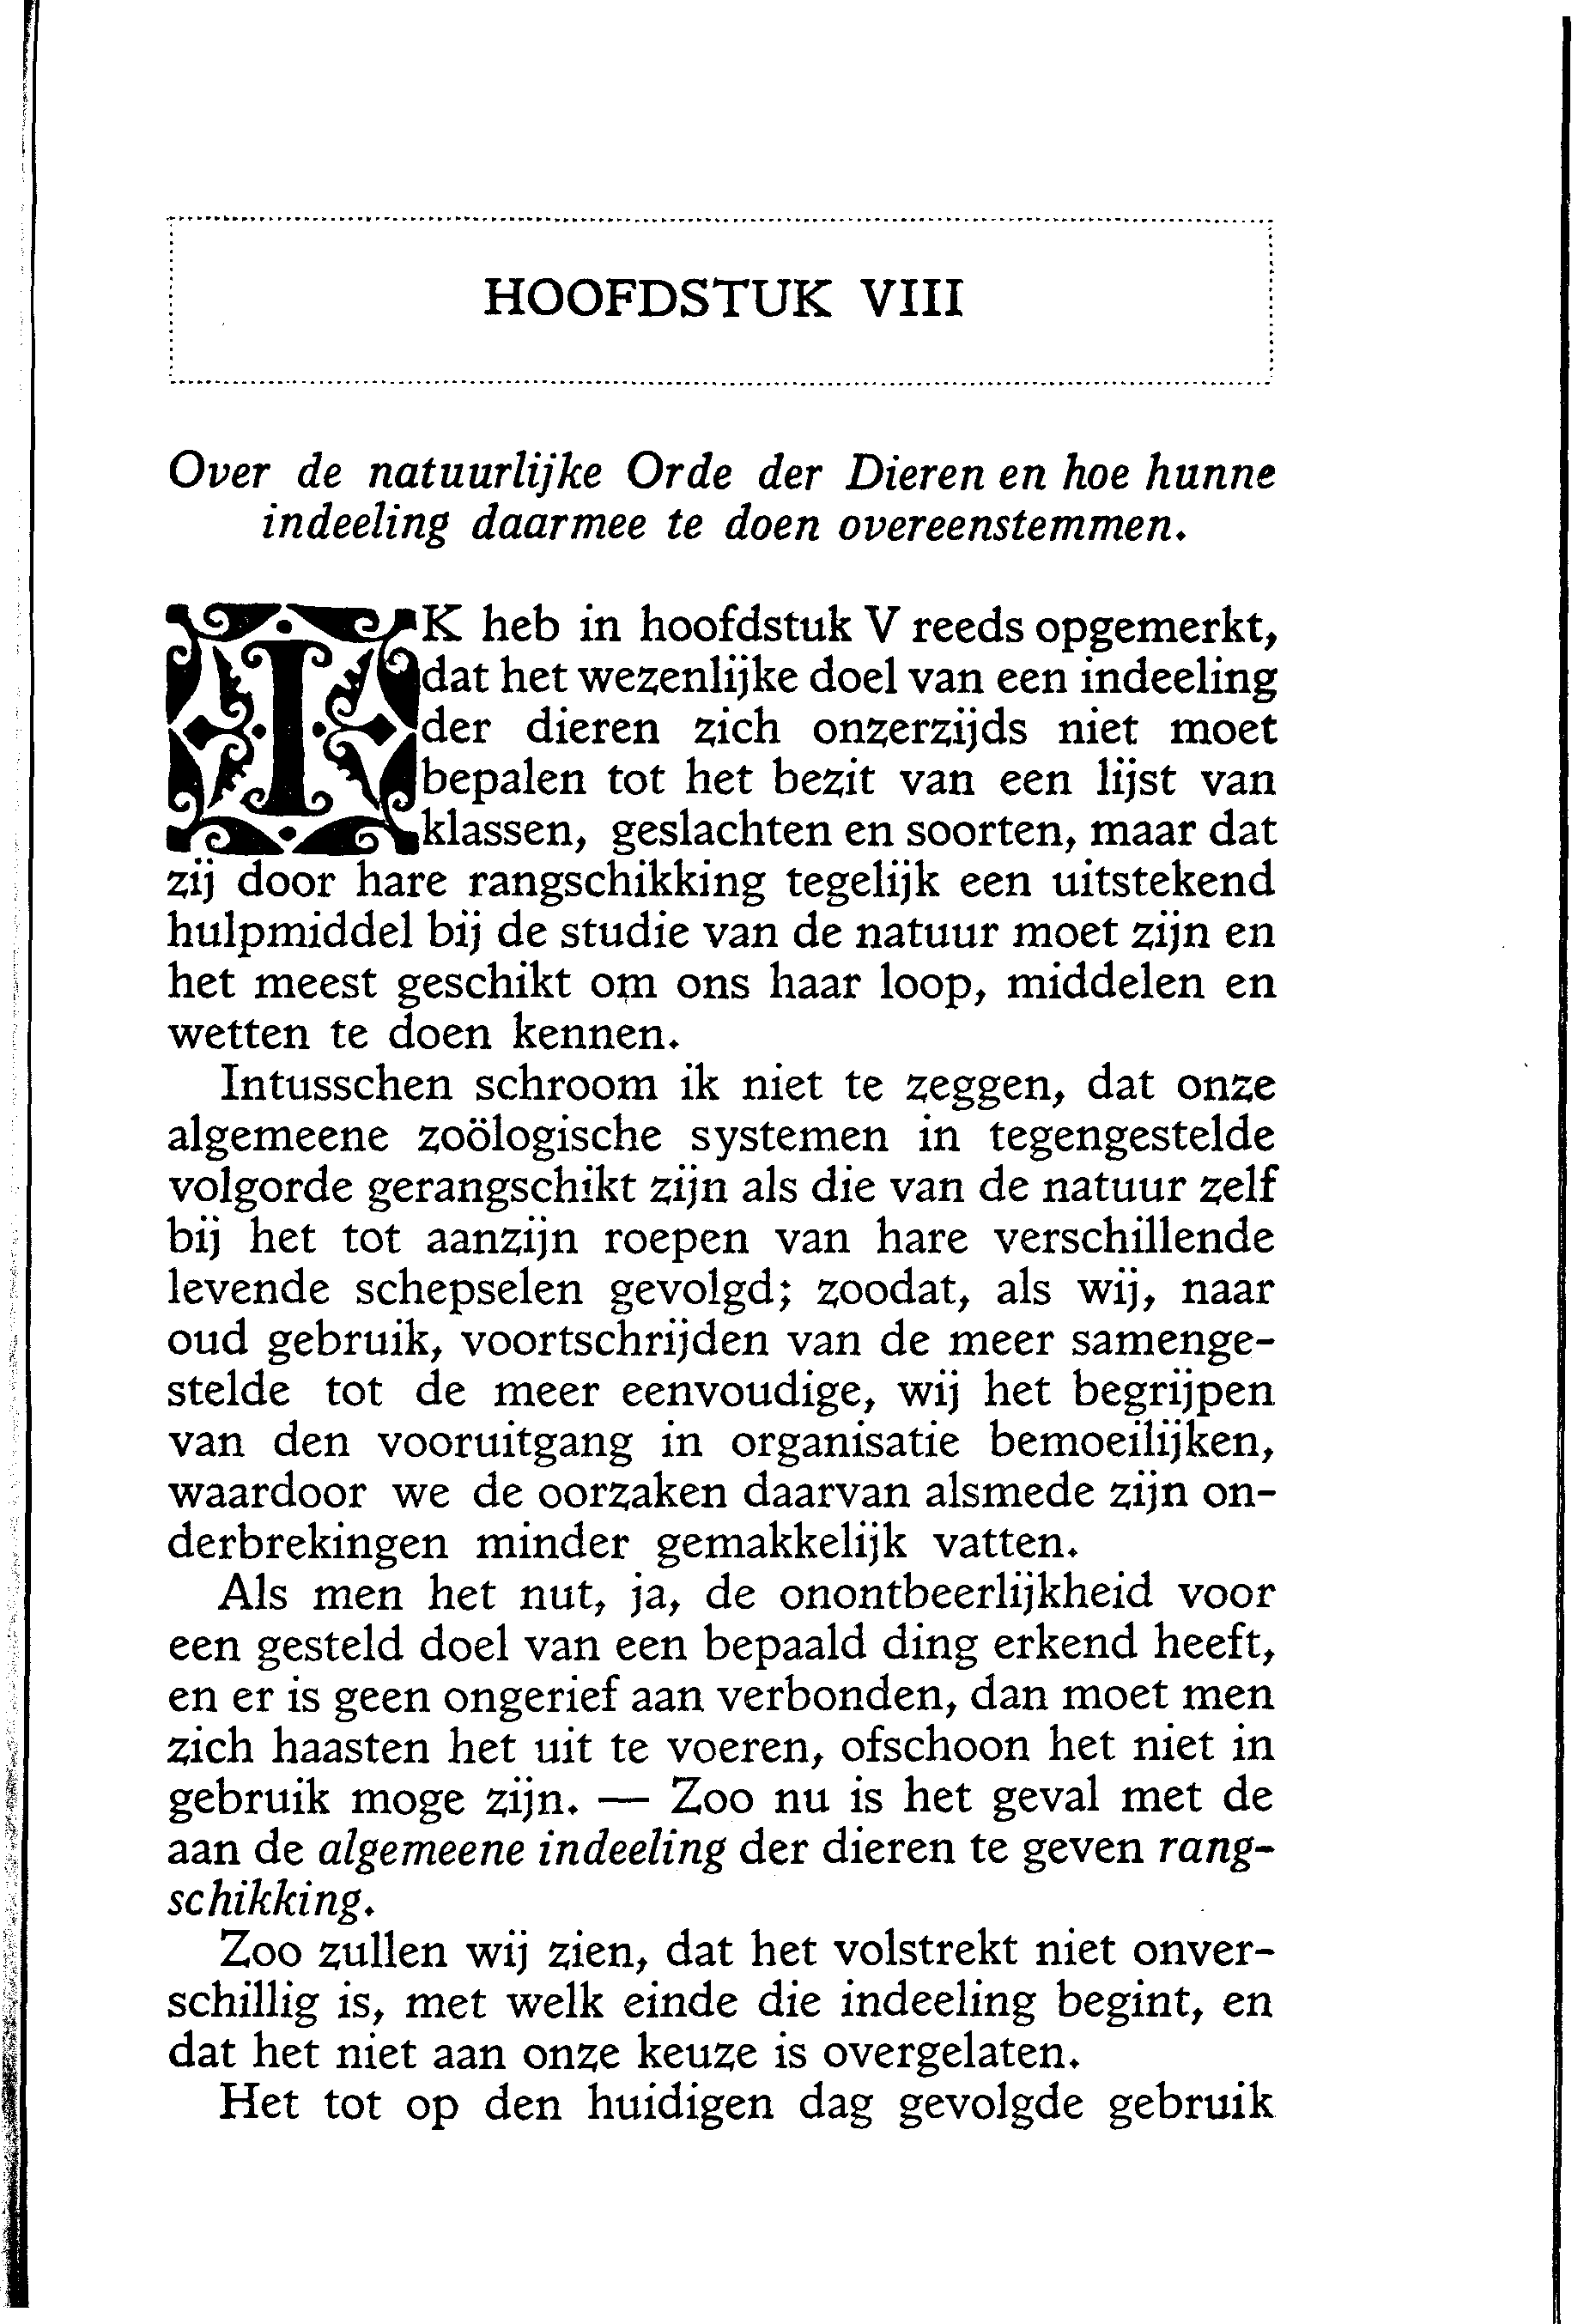 HOOFDSTUK VIII
Over de natuurlijke Orde der Dieren en hoe hunne
indeeling daarmee te doen overeenstemmen.
IK heb in hoofdstuk V reeds opgemerkt,
dat het wezenlijke doel van een indeeling
der dieren zich onzerzijds niet moet
bepalen tot het bezit van een lijst van
klassen, geslachten en soorten, maar dat
zij door hare rangschikking tegelijk een uitstekend
hulpmiddel bij de studie van de natuur moet zijn en
het meest geschikt om ons haar loop, middelen en
wetten te doen kennen.
Intusschen schroom ik niet te zeggen, dat onze
algemeene zoölogische systemen in tegengestelde
volgorde gerangschikt zijn als die van de natuur zelf
bij het tot aanzijn roepen van hare verschillende
levende schepselen gevolgd; zoodat, als wij, naar
oud gebruik, voortschrijden van de meer samenge-
stelde tot de meer eenvoudige, wij het begrijpen
van den vooruitgang in organisatie bemoeilijken,
waardoor we de oorzaken daarvan alsmede zijn on-
derbrekingen minder gemakkelijk vatten.
Als men het nut, ja, de onontbeerlijkheid voor
een gesteld doel van een bepaald ding erkend heeft,
en er is geen ongerief aan verbonden, dan moet men
zich haasten het uit te voeren, ofschoon het niet in
gebruik moge zijn. — Zoo nu is het geval met de
aan de algemeene indeeling der dieren te geven rang-
schikking.
Zoo zullen wij zien, dat het volstrekt niet onver-
schillig is, met welk einde die indeeling begint, en
dat het niet aan onze keuze is overgelaten.
Het tot op den huidigen dag gevolgde gebruik